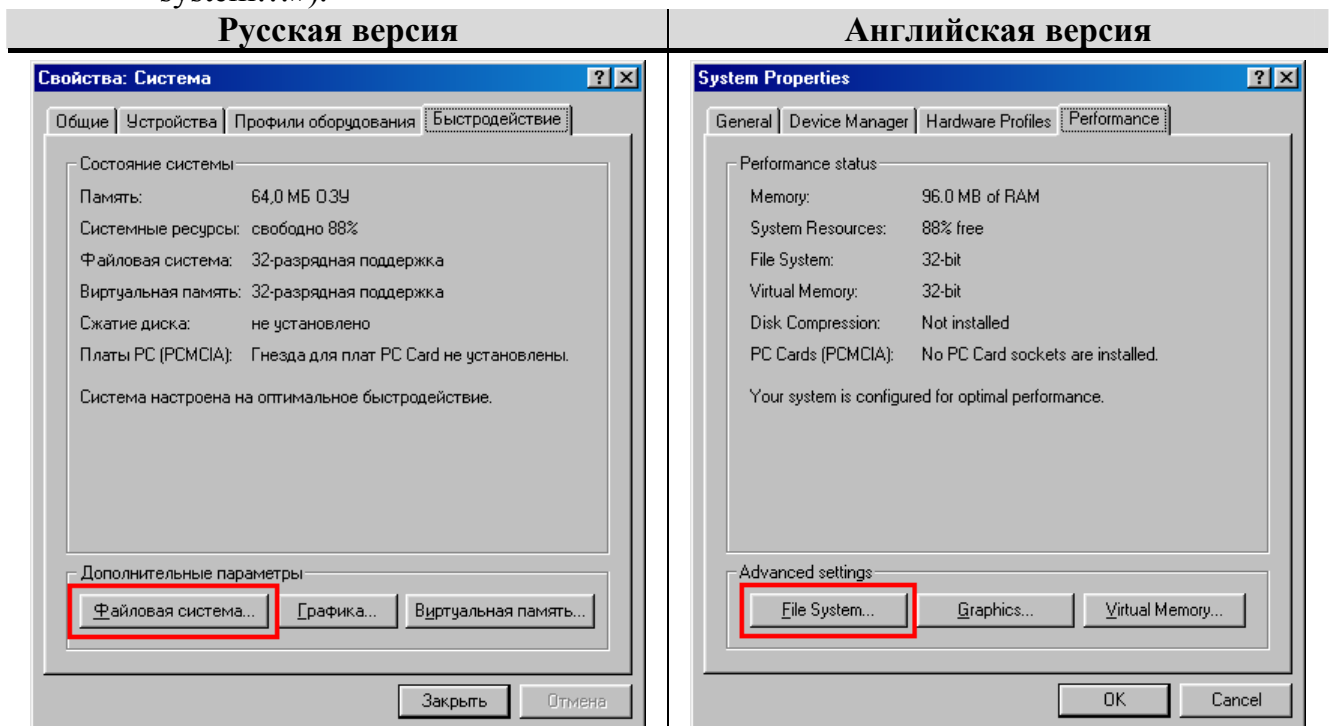 system…»).
Русская версия
Английская версия
Свойства: Система
Общие Устройства Профили оборудования Быстродействие
Состояние системы
Память: 64,0 МБ ОЗУ
Системные ресурсы: свободно 88%
Файловая система: 32-разрядная поддержка
Виртуальная память: 32-разрядная поддержка
Сжатие диска: не установлено
Платы PC (PCMCIA): Гнезда для плат PC Card не установлены.
Система настроена на оптимальное быстродействие.
Дополнительные параметры
Файловая система... Графика... Виртуальная память...
Закрыть Отмена
System Properties
General Device Manager Hardware Profiles Performance
Performance status
Memory: 96.0 MB of RAM
System Resources: 88% free
File System: 32-bit
Virtual Memory: 32-bit
Disk Compression: Not installed
PC Cards (PCMCIA): No PC Card sockets are installed.
Your system is configured for optimal performance.
Advanced settings
File System... Graphics... Virtual Memory...
OK Cancel